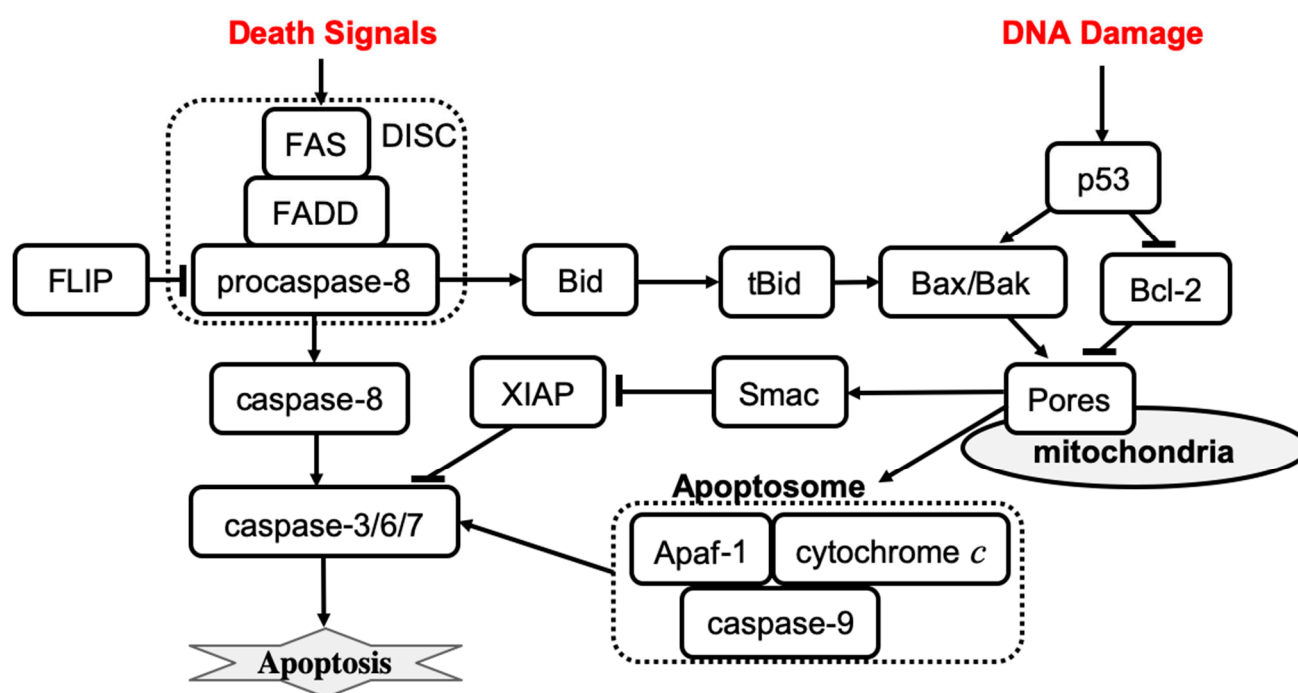 Death Signals
DNA Damage
FAS
DISC
FADD
p53
FLIP
procaspase-8
Bid
tBid
Bax/Bak
Bcl-2
caspase-8
XIAP
Smac
Pores
mitochondria
Apoptosome
caspase-3/6/7
Apaf-1
cytochrome c
caspase-9
Apoptosis